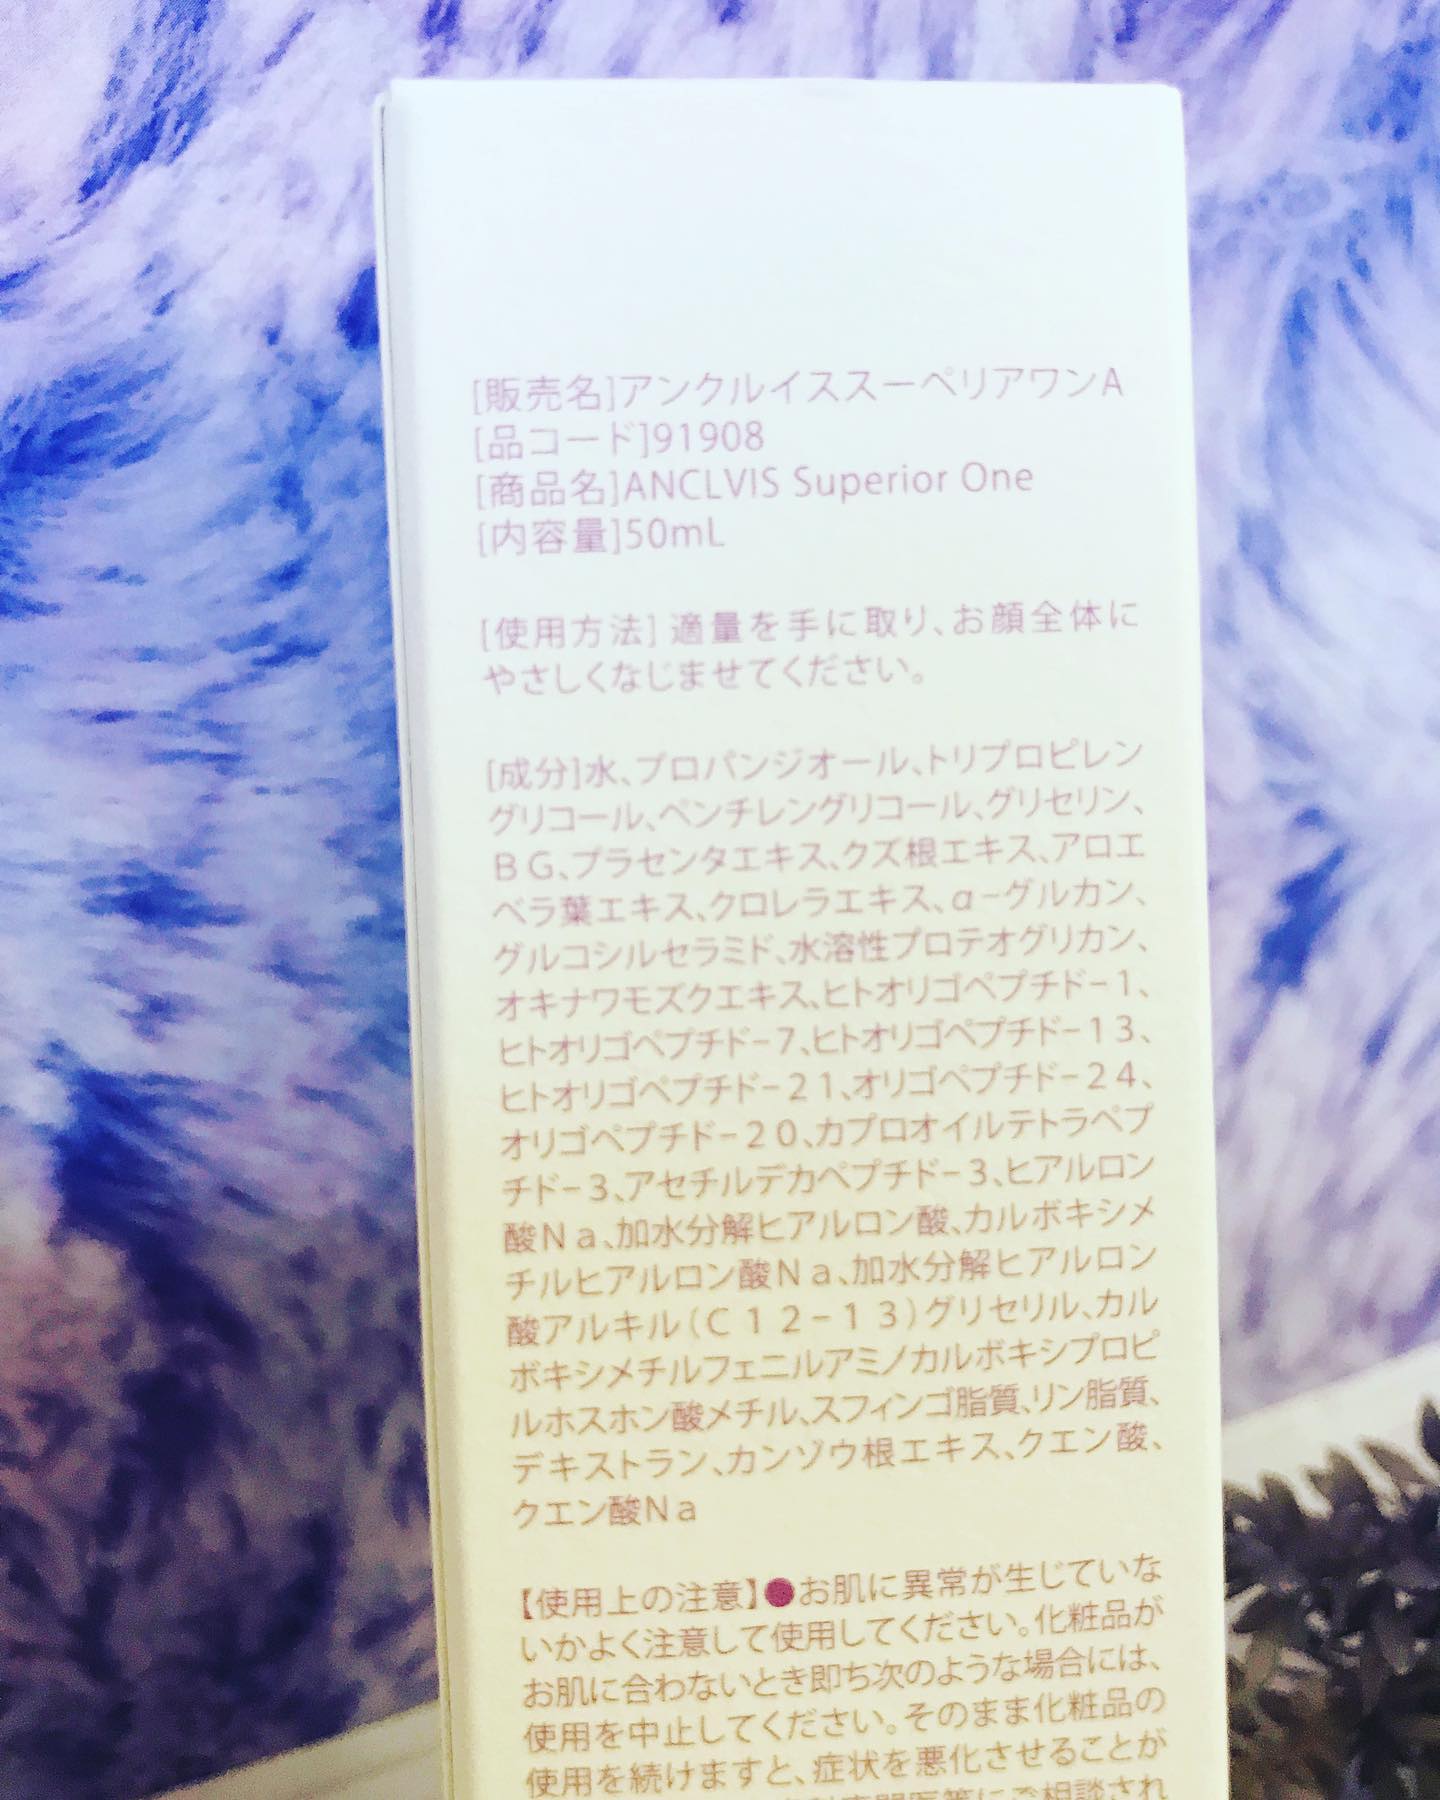 [販売名]アンクルイススーペリアワンA
[品コード]91908
[商品名]ANCLVIS Superior One
[内容量]50mL
[使用方法] 適量を手に取り、お顔全体に
やさしくなじませてください。
[成分]水、プロパンジオール、トリプロピレン
グリコール、ペンチレングリコール、グリセリン、
ＢＧ、プラセンタエキス、クズ根エキス、アロエ
ベラ葉エキス、クロレラエキス、α−グルカン、
グルコシルセラミド、水溶性プロテオグリカン、
オキナワモズクエキス、ヒトオリゴペプチド−１、
ヒトオリゴペプチド−７、ヒトオリゴペプチド−１３、
ヒトオリゴペプチド−２１、オリゴペプチド−２４、
オリゴペプチド−２０、カプロオイルテトラペプ
チド−３、アセチルデカペプチド−３、ヒアルロン
酸Ｎａ、加水分解ヒアルロン酸、カルボキシメ
チルヒアルロン酸Ｎａ、加水分解ヒアルロン
酸アルキル（Ｃ１２−１３）グリセリル、カル
ボキシメチルフェニルアミノカルボキシプロピ
ルホスホン酸メチル、スフィンゴ脂質、リン脂質、
デキストラン、カンゾウ根エキス、クエン酸、
クエン酸Ｎａ
【使用上の注意】●お肌に異常が生じていな
いかよく注意して使用してください。化粧品が
お肌に合わないとき即ち次のような場合には、
使用を中止してください。そのまま化粧品の
使用を続けますと、症状を悪化させることが
専門医等にご相談され